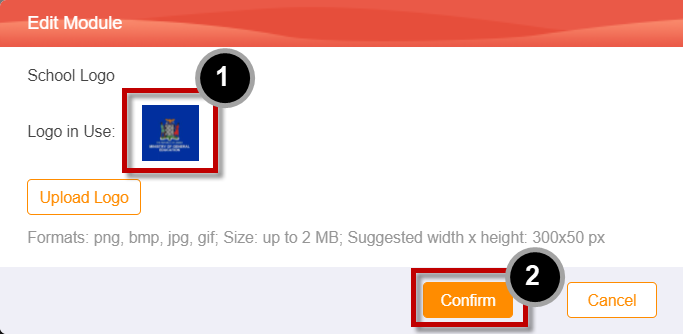 Edit Module
School Logo
1
Logo in Use:
MINISTRY OF GENERAL
EDUCATION
Upload Logo
Formats: png, bmp, jpg, gif; Size: up to 2 MB; Suggested width x height: 300x50 px
2
Confirm
Cancel